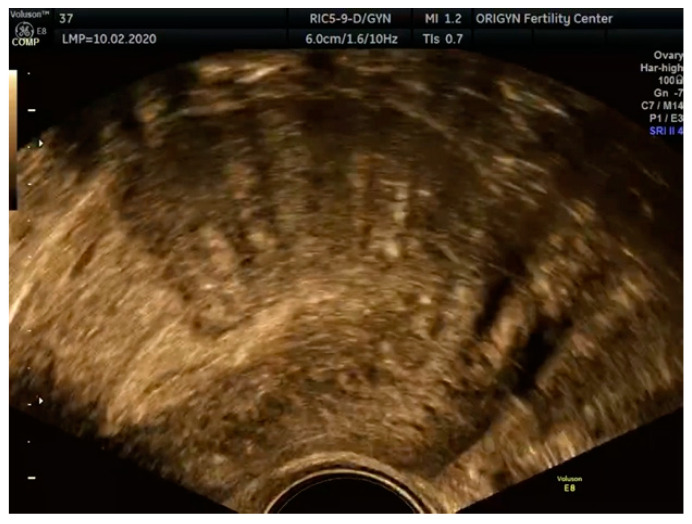 Voluson™ 37 RIC5-9-D/GYN MI 1.2 ORIGYN Fertility Center
GE E8
COMP LMP=10.02.2020 6.0cm/1.6/10Hz TIs 0.7
Ovary
Har-high
Gn -7
C7 / M14
P1 / E3
SRI II 4
Voluson
E8